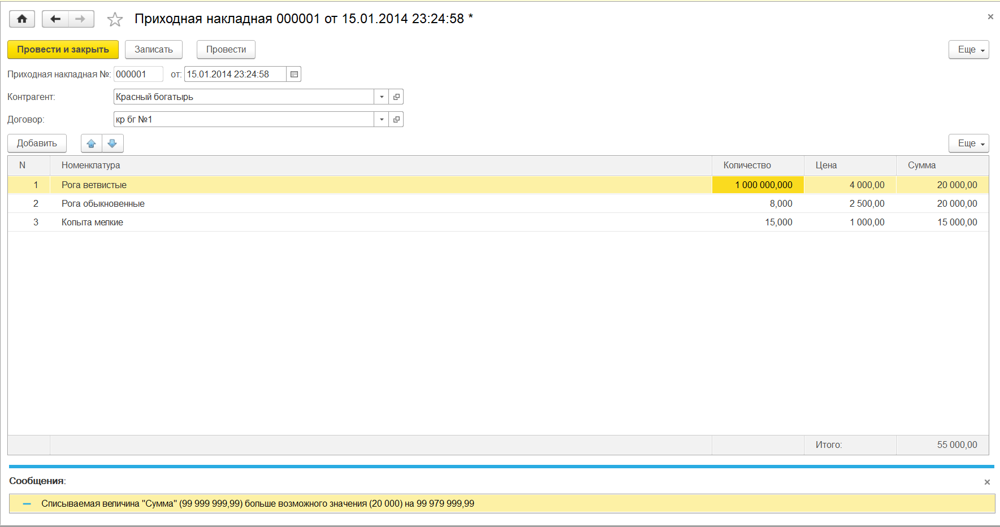 Приходная накладная 000001 от 15.01.2014 23:24:58 *
Провести и закрыть Записать Провести Еще
Приходная накладная №: 000001 от: 15.01.2014 23:24:58
Контрагент: Красный богатырь
Договор: кр бг №1
Добавить Еще
N Номенклатура Количество Цена Сумма
1 Рога ветвистые 1 000 000,000 4 000,00 20 000,00
2 Рога обыкновенные 8,000 2 500,00 20 000,00
3 Копыта мелкие 15,000 1 000,00 15 000,00
Итого: 55 000,00
Сообщения:
Списываемая величина "Сумма" (99 999 999,99) больше возможного значения (20 000) на 99 979 999,99